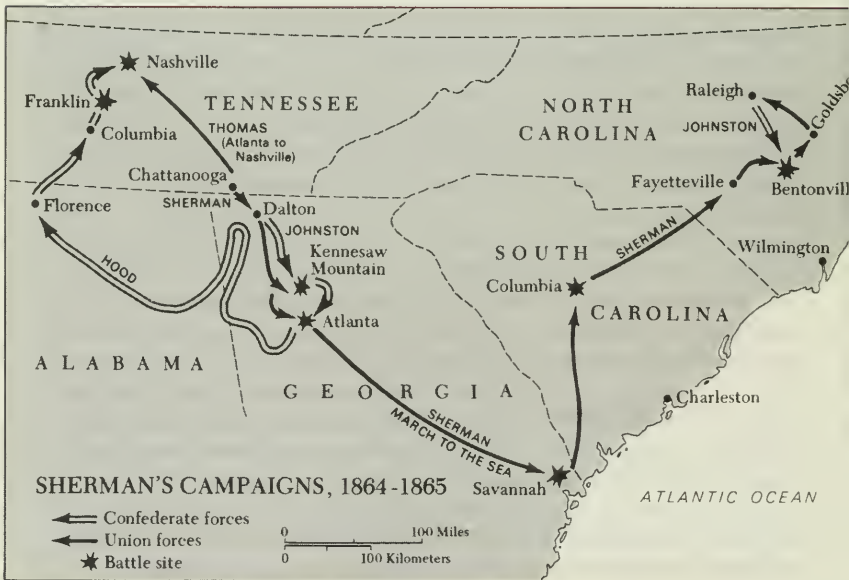 Nashville
Franklin
TENNESSEE
Columbia
THOMAS
(Atlanta to
Nashville)
Chattanooga
SHERMAN
Florence
Dalton
JOHNSTON
HOOD
Kennesaw
Mountain
Atlanta
ALABAMA
GEORGIA
SHERMAN
MARCH TO THE SEA
Savannah
NORTH
CAROLINA
Raleigh
JOHNSTON
Goldsb
Bentonvill
Fayetteville
SHERMAN
Wilmington
SOUTH
CAROLINA
Columbia
Charleston
ATLANTIC OCEAN
SHERMAN'S CAMPAIGNS, 1864-1865
Confederate forces
Union forces
Battle site
0 100 Miles
0 100 Kilometers